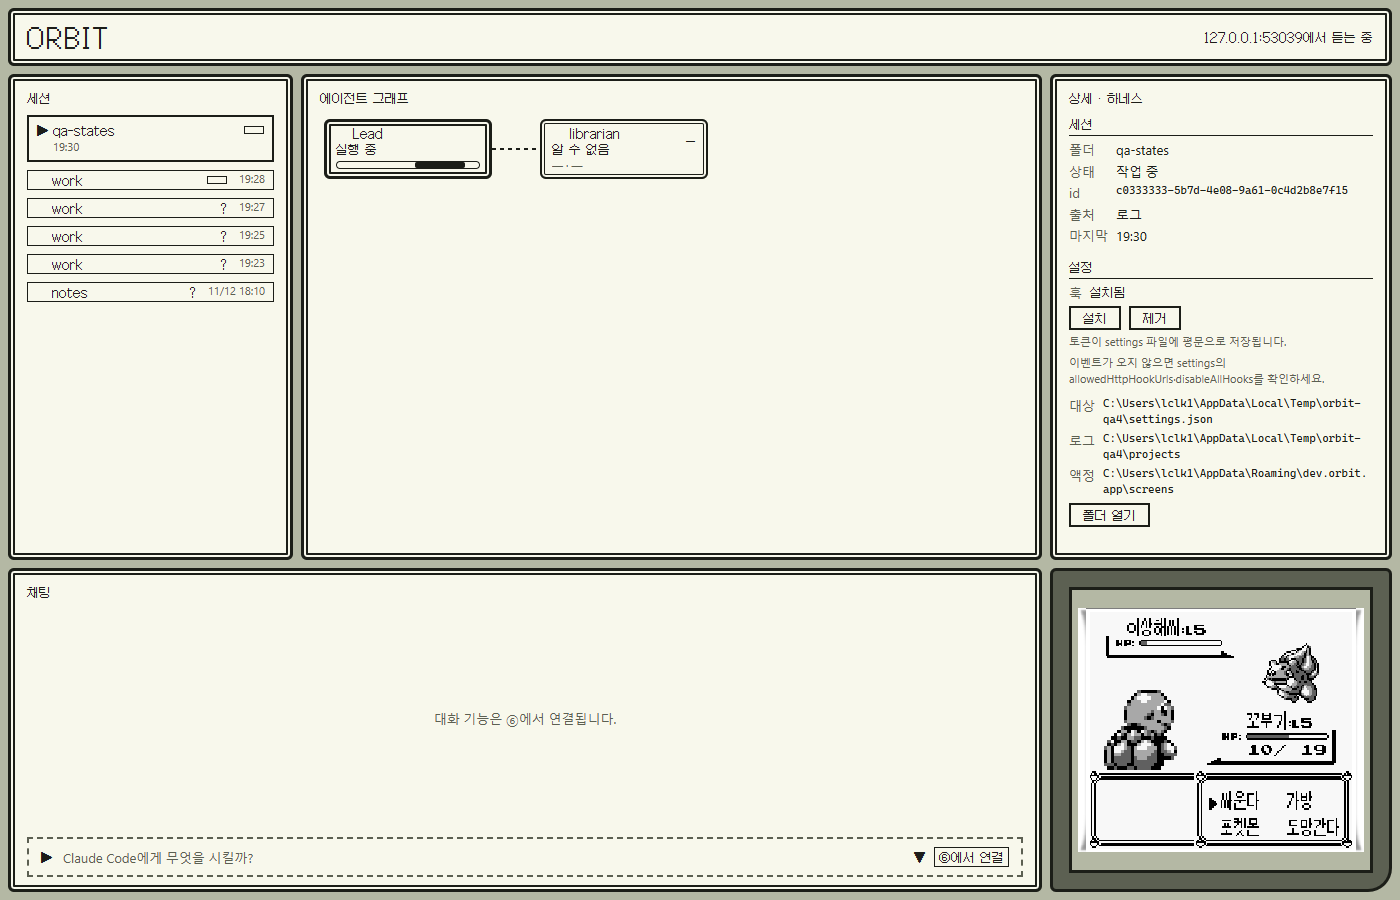 ORBIT
127.0.0.1:53039에서 듣는 중
세션
▶ qa-states
19:30
work 19:28
work ? 19:27
work ? 19:25
work ? 19:23
notes ? 11/12 18:10
에이전트 그래프
Lead
실행 중
librarian
알 수 없음
— · —
상세 · 하네스
세션
폴더 qa-states
상태 작업 중
id c0333333-5b7d-4e08-9a61-0c4d2b8e7f15
출처 로그
마지막 19:30
설정
훅 설치됨
설치 제거
토큰이 settings 파일에 평문으로 저장됩니다.
이벤트가 오지 않으면 settings의
allowedHttpHookUrls·disableAllHooks를 확인하세요.
대상 C:\Users\lclk1\AppData\Local\Temp\orbit-
qa4\settings.json
로그 C:\Users\lclk1\AppData\Local\Temp\orbit-
qa4\projects
액정 C:\Users\lclk1\AppData\Roaming\dev.orbit.
app\screens
폴더 열기
채팅
대화 기능은 ⑥에서 연결됩니다.
▶ Claude Code에게 무엇을 시킬까?
▼ ⑥에서 연결
이상해씨:L5
HP:
꼬부기:L5
HP:
10/ 19
▶싸운다 가방
포켓몬 도망간다